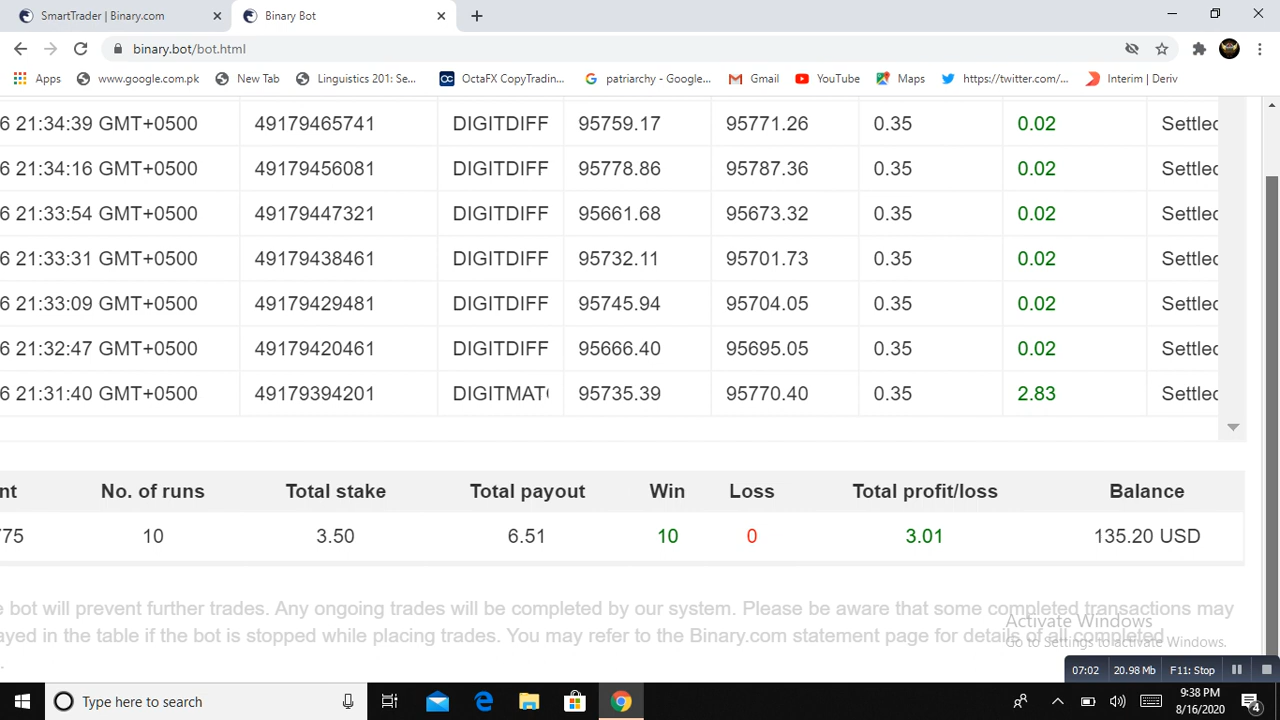 SmartTrader | Binary.com
Binary Bot
binary.bot/bot.html
Apps www.google.com.pk New Tab Linguistics 201: Se... OctaFX CopyTradin... patriarchy - Google... Gmail YouTube Maps https://twitter.com/... Interim | Deriv
6 21:34:39 GMT+0500 49179465741 DIGITDIFF 95759.17 95771.26 0.35 0.02 Settled
6 21:34:16 GMT+0500 49179456081 DIGITDIFF 95778.86 95787.36 0.35 0.02 Settled
6 21:33:54 GMT+0500 49179447321 DIGITDIFF 95661.68 95673.32 0.35 0.02 Settled
6 21:33:31 GMT+0500 49179438461 DIGITDIFF 95732.11 95701.73 0.35 0.02 Settled
6 21:33:09 GMT+0500 49179429481 DIGITDIFF 95745.94 95704.05 0.35 0.02 Settled
6 21:32:47 GMT+0500 49179420461 DIGITDIFF 95666.40 95695.05 0.35 0.02 Settled
6 21:31:40 GMT+0500 49179394201 DIGITMATC 95735.39 95770.40 0.35 2.83 Settled
nt No. of runs Total stake Total payout Win Loss Total profit/loss Balance
775 10 3.50 6.51 10 0 3.01 135.20 USD
e bot will prevent further trades. Any ongoing trades will be completed by our system. Please be aware that some completed transactions may
ayed in the table if the bot is stopped while placing trades. You may refer to the Binary.com statement page for details of all completed
.
Activate Windows
Go to Settings to activate Windows.
07:02 20.98 Mb F11: Stop
Type here to search
9:38 PM
8/16/2020
4